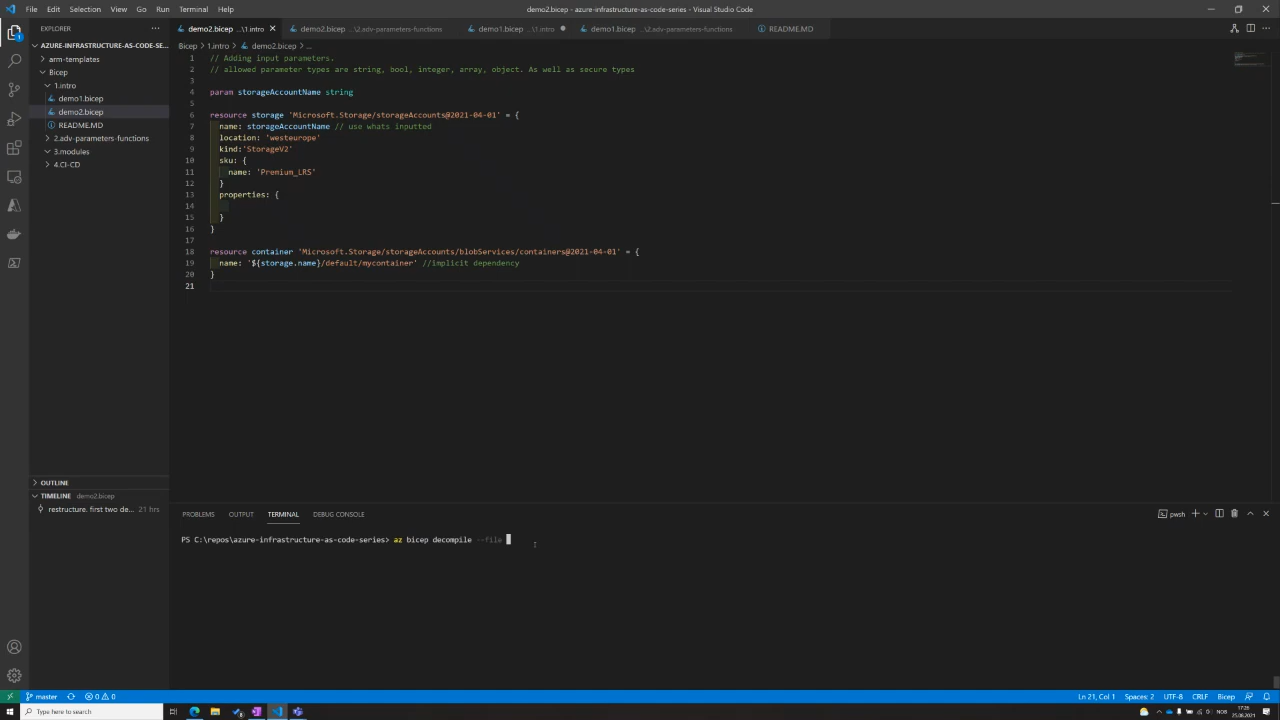 File Edit Selection View Go Run Terminal Help
demo2.bicep - azure-infrastructure-as-code-series - Visual Studio Code
EXPLORER
AZURE-INFRASTRUCTURE-AS-CODE-SE...
arm-templates
Bicep
1.intro
demo1.bicep
demo2.bicep
README.MD
2.adv-parameters-functions
3.modules
4.CI-CD
OUTLINE
TIMELINE demo2.bicep
restructure. first two de... 21 hrs
demo2.bicep ...\1.intro
demo2.bicep ...\2.adv-parameters-functions
demo1.bicep ...\1.intro
demo1.bicep ...\2.adv-parameters-functions
README.MD
Bicep > 1.intro > demo2.bicep > ...
1 // Adding input parameters.
2 // allowed parameter types are string, bool, integer, array, object. As well as secure types
3
4 param storageAccountName string
5
6 resource storage 'Microsoft.Storage/storageAccounts@2021-04-01' = {
7 name: storageAccountName // use whats inputted
8 location: 'westeurope'
9 kind:'StorageV2'
10 sku: {
11 name: 'Premium_LRS'
12 }
13 properties: {
14
15 }
16 }
17
18 resource container 'Microsoft.Storage/storageAccounts/blobServices/containers@2021-04-01' = {
19 name: '${storage.name}/default/mycontainer' //implicit dependency
20 }
21
PROBLEMS OUTPUT TERMINAL DEBUG CONSOLE
pwsh
PS C:\repos\azure-infrastructure-as-code-series> az bicep decompile --file
master 0 0
Ln 21, Col 1 Spaces: 2 UTF-8 CRLF Bicep
Type here to search
NOB
25.08.2021